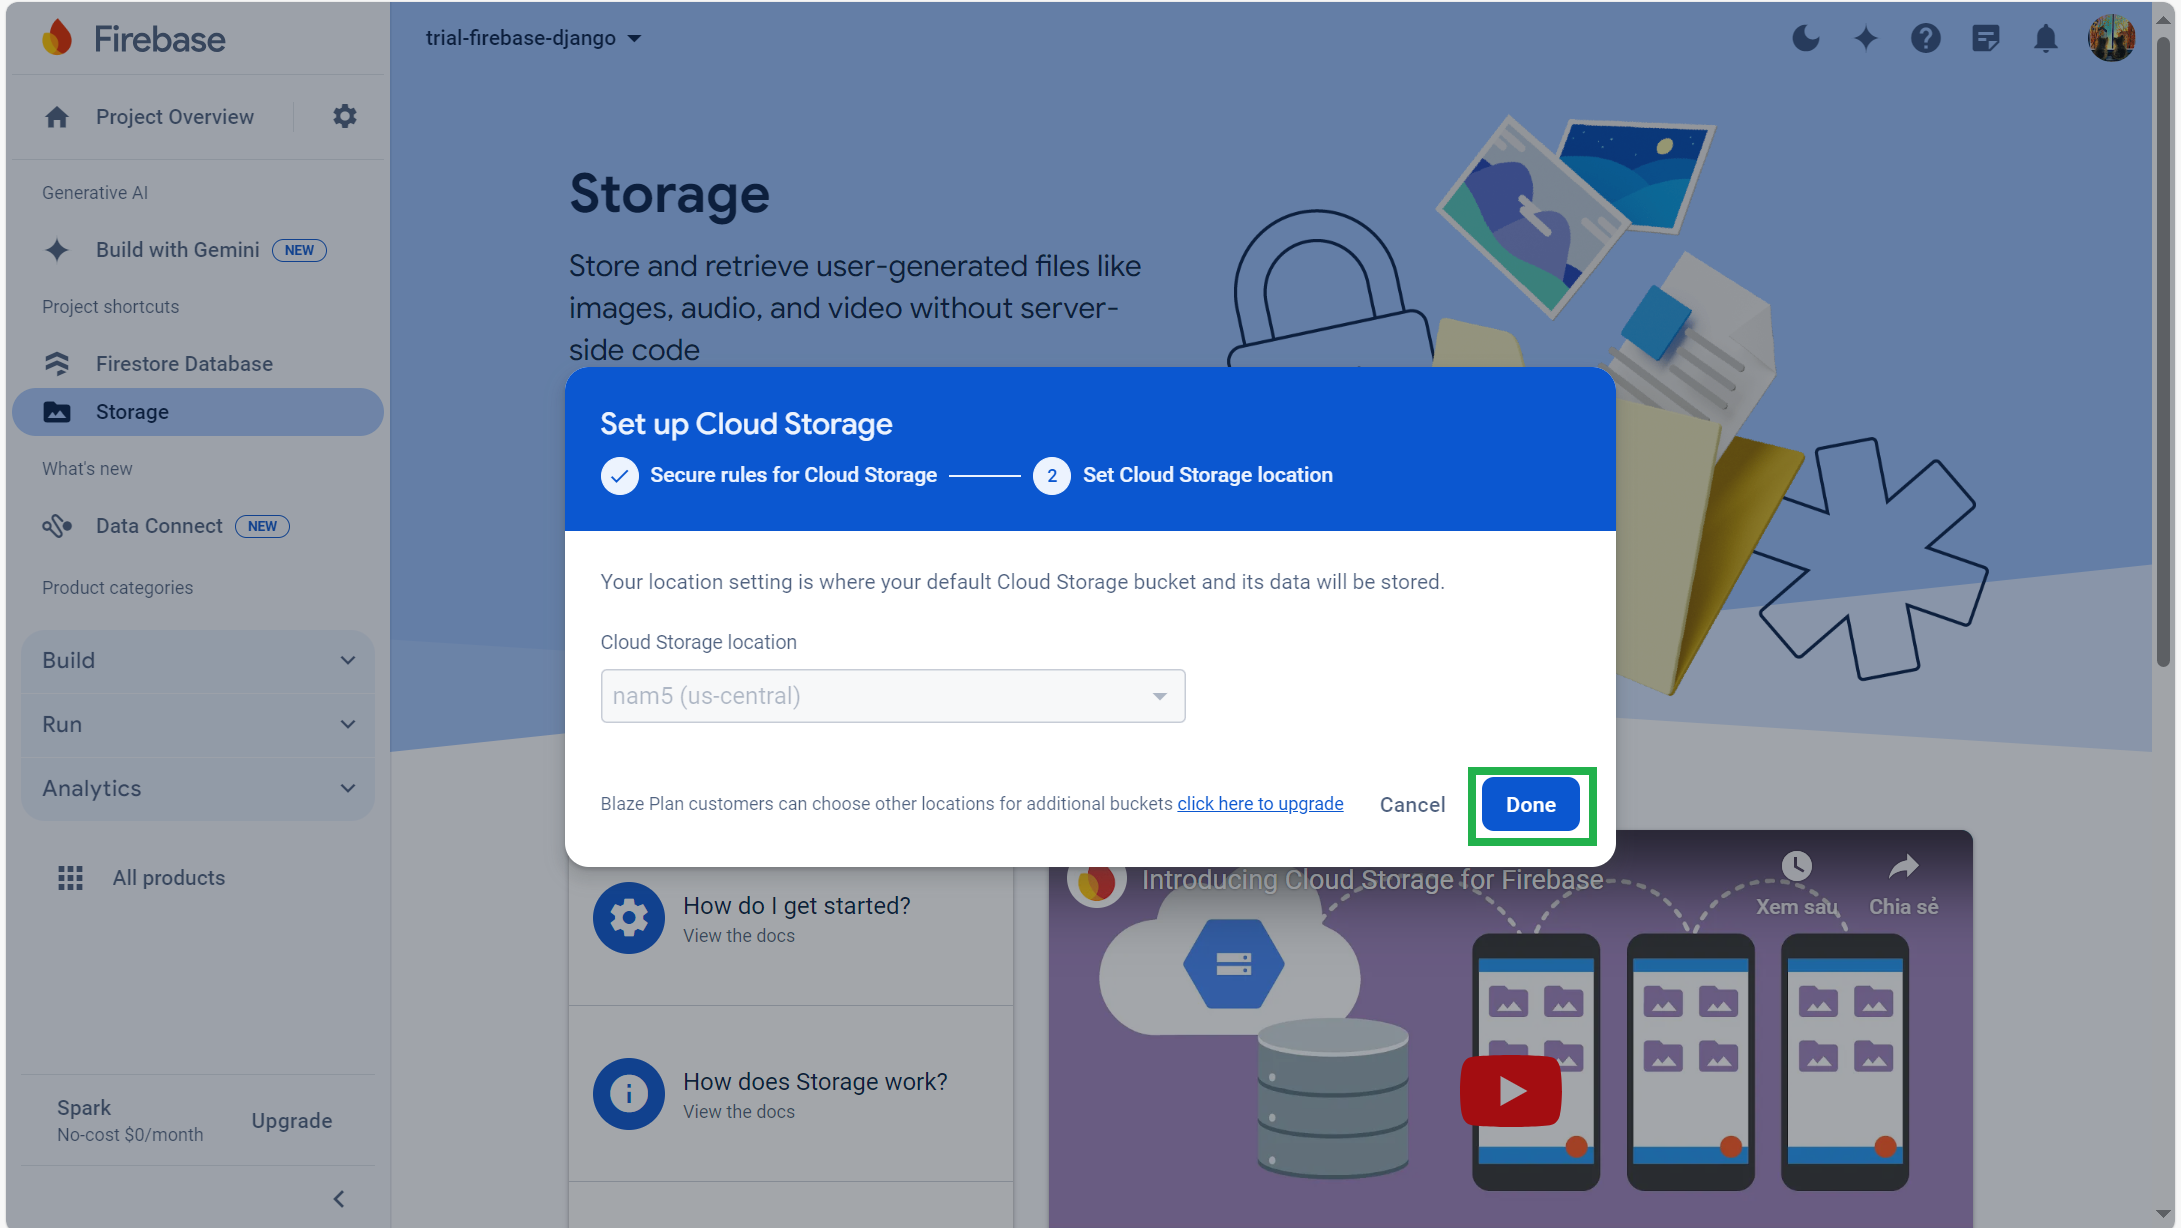 Firebase
trial-firebase-django
Project Overview
Generative AI
Build with Gemini NEW
Project shortcuts
Firestore Database
Storage
What's new
Data Connect NEW
Product categories
Build
Run
Analytics
All products
Spark
No-cost $0/month
Upgrade
Storage
Store and retrieve user-generated files like
images, audio, and video without server-
side code
Set up Cloud Storage
Secure rules for Cloud Storage
2 Set Cloud Storage location
Your location setting is where your default Cloud Storage bucket and its data will be stored.
Cloud Storage location
nam5 (us-central)
Blaze Plan customers can choose other locations for additional buckets click here to upgrade
Cancel
Done
How do I get started?
View the docs
How does Storage work?
View the docs
Introducing Cloud Storage for Firebase
Xem sau
Chia sẻ